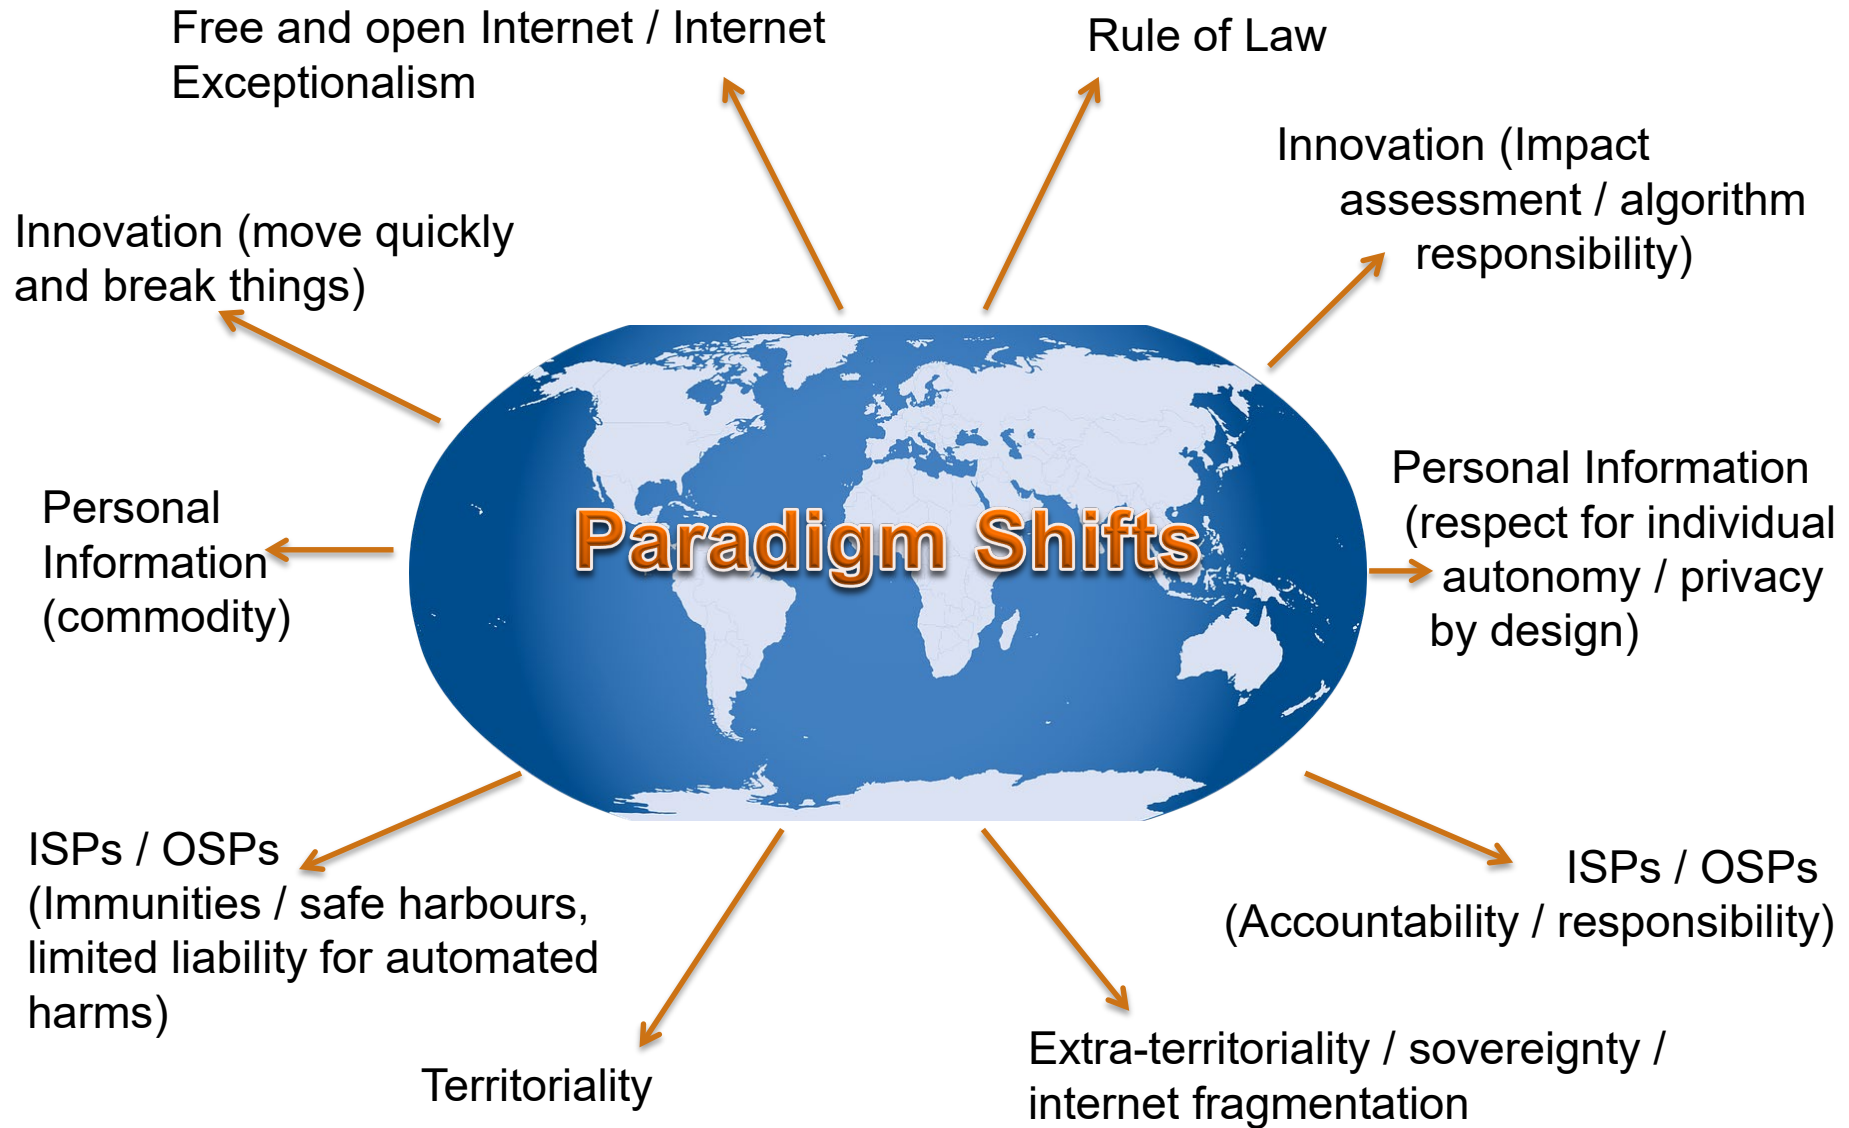 Free and open Internet / Internet
Exceptionalism
Rule of Law
Innovation (Impact
assessment / algorithm
responsibility)
Innovation (move quickly
and break things)
Personal Information
(respect for individual
autonomy / privacy
by design)
Personal
Information
(commodity)
Paradigm Shifts
ISPs / OSPs
(Immunities / safe harbours,
limited liability for automated
harms)
ISPs / OSPs
(Accountability / responsibility)
Territoriality
Extra-territoriality / sovereignty /
internet fragmentation